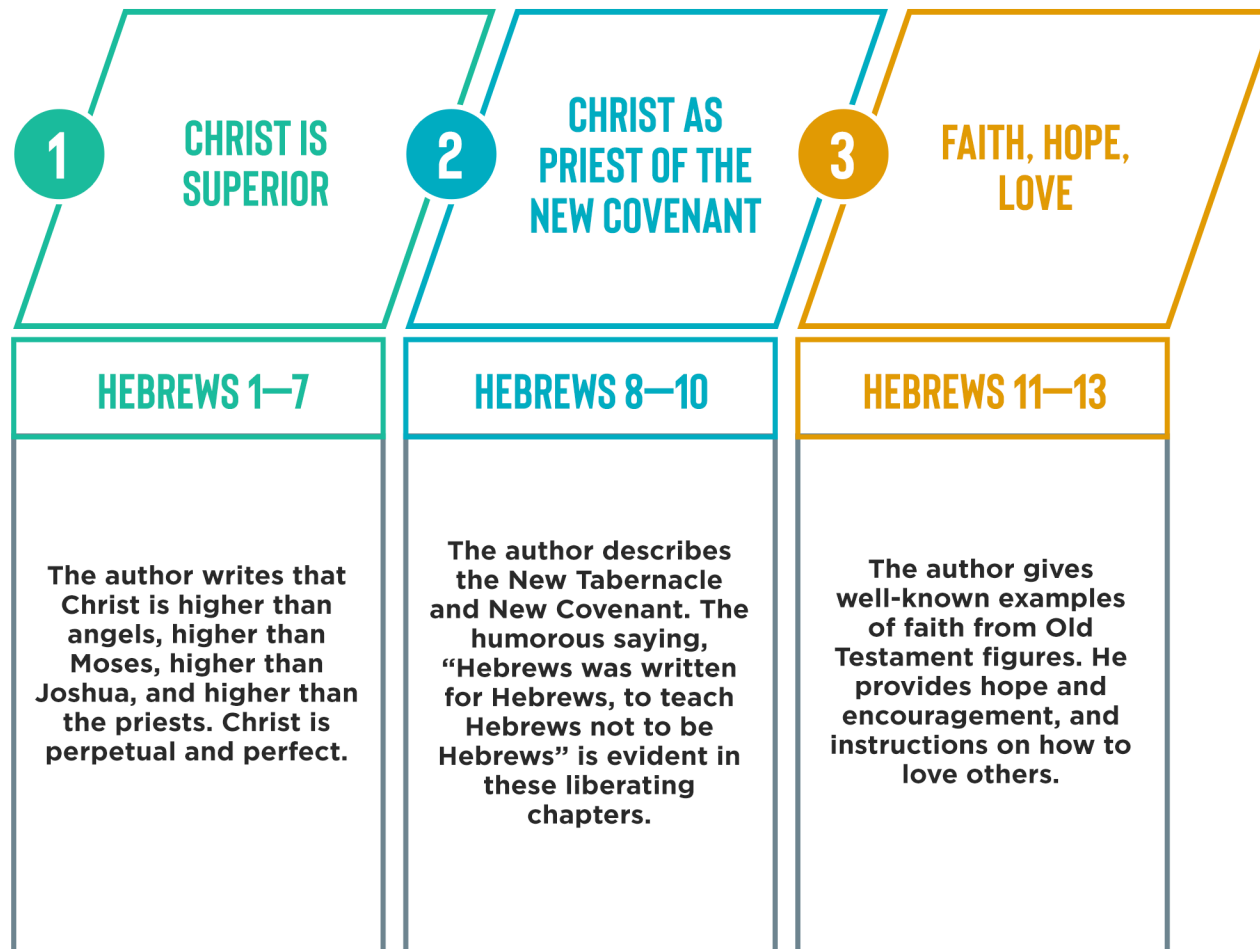 1
CHRIST IS
SUPERIOR
2
CHRIST AS
PRIEST OF THE
NEW COVENANT
3
FAITH, HOPE,
LOVE
HEBREWS 1—7
HEBREWS 8—10
HEBREWS 11—13
The author writes that
Christ is higher than
angels, higher than
Moses, higher than
Joshua, and higher than
the priests. Christ is
perpetual and perfect.
The author describes
the New Tabernacle
and New Covenant. The
humorous saying,
“Hebrews was written
for Hebrews, to teach
Hebrews not to be
Hebrews” is evident in
these liberating
chapters.
The author gives
well-known examples
of faith from Old
Testament figures. He
provides hope and
encouragement, and
instructions on how to
love others.